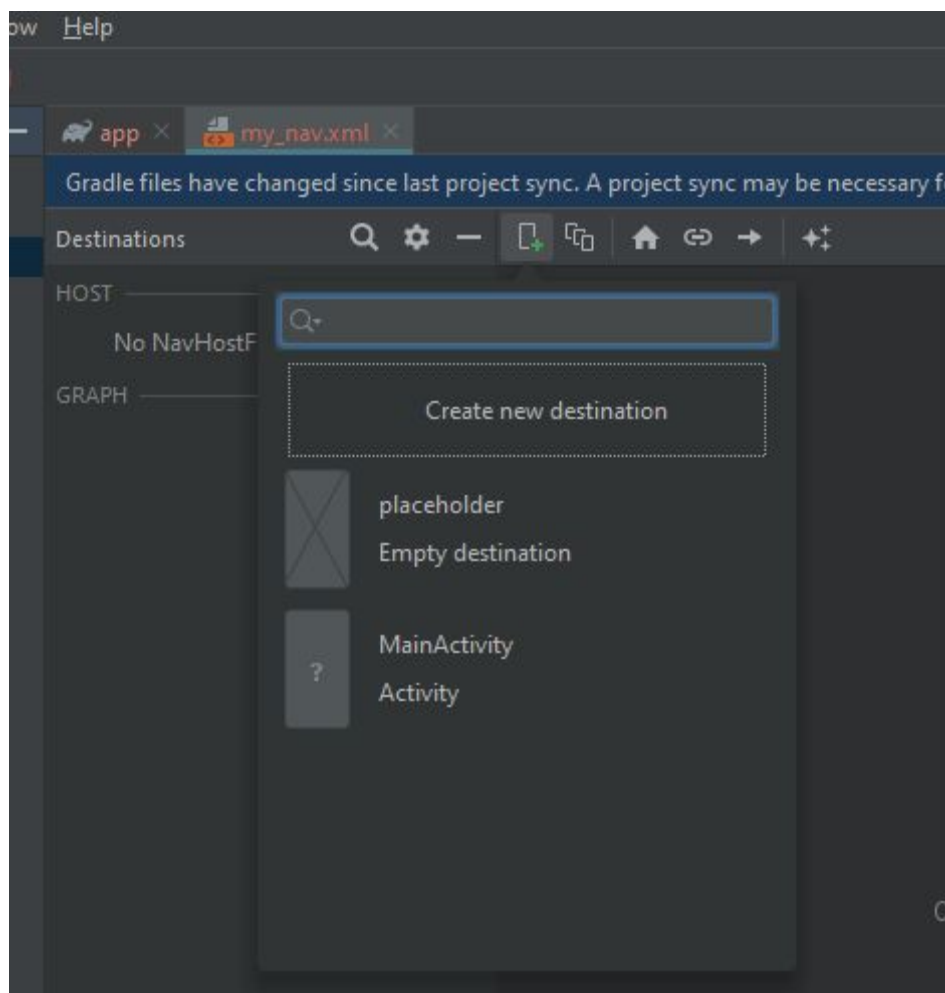 ow Help
app
my_nav.xml
Gradle files have changed since last project sync. A project sync may be necessary f
Destinations
HOST
No NavHostF
GRAPH
Create new destination
placeholder
Empty destination
?
MainActivity
Activity